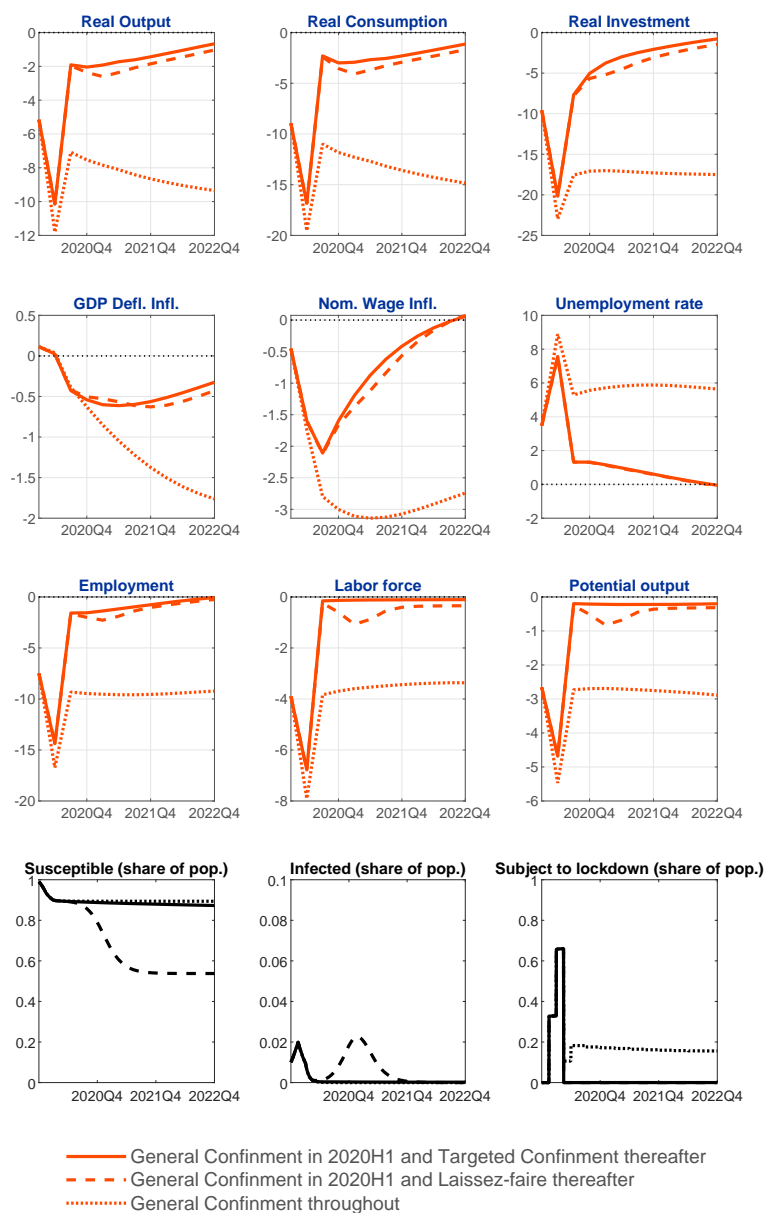 Real Output
Real Consumption
Real Investment
0
-2
-4
-6
-8
-10
-12
2020Q4 2021Q4 2022Q4
0
-5
-10
-15
-20
2020Q4 2021Q4 2022Q4
0
-5
-10
-15
-20
-25
2020Q4 2021Q4 2022Q4
GDP Defl. Infl.
Nom. Wage Infl.
Unemployment rate
0.5
0
-0.5
-1
-1.5
-2
2020Q4 2021Q4 2022Q4
0
-0.5
-1
-1.5
-2
-2.5
-3
2020Q4 2021Q4 2022Q4
10
8
6
4
2
0
-2
2020Q4 2021Q4 2022Q4
Employment
Labor force
Potential output
0
-5
-10
-15
-20
2020Q4 2021Q4 2022Q4
0
-2
-4
-6
-8
2020Q4 2021Q4 2022Q4
0
-1
-2
-3
-4
-5
-6
2020Q4 2021Q4 2022Q4
Susceptible (share of pop.)
Infected (share of pop.)
Subject to lockdown (share of pop.)
1
0.8
0.6
0.4
0.2
0
2020Q4 2022Q4
0.1
0.08
0.06
0.04
0.02
0
2020Q4 2022Q4
1
0.8
0.6
0.4
0.2
0
2020Q4 2022Q4
General Confinment in 2020H1 and Targeted Confinment thereafter
General Confinment in 2020H1 and Laissez-faire thereafter
General Confinment throughout